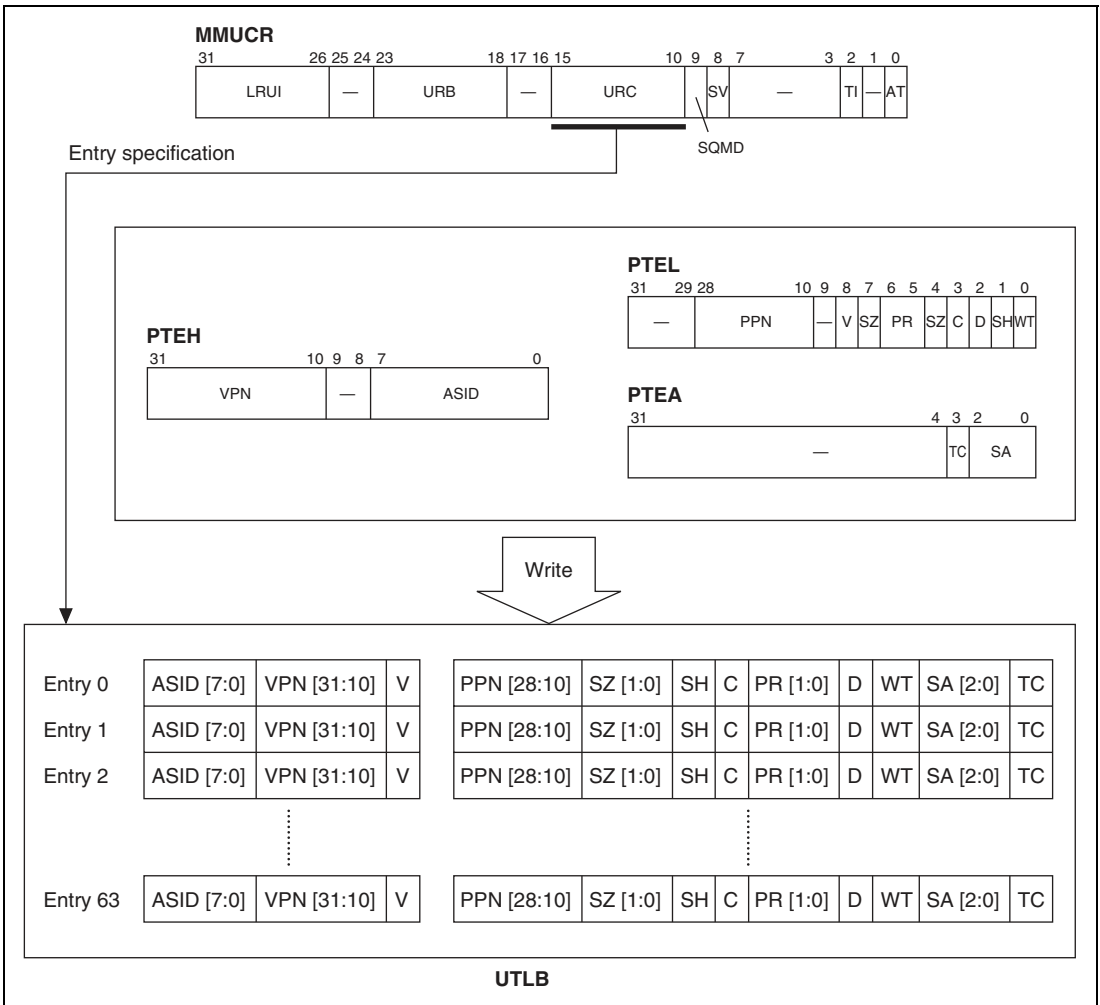 MMUCR
31 26 25 24 23 18 17 16 15 10 9 8 7 3 2 1 0
LRUI — URB — URC SV — TI — AT
SQMD
Entry specification
PTEL
31 29 28 10 9 8 7 6 5 4 3 2 1 0
— PPN — V SZ PR SZ C D SH WT
PTEH
31 10 9 8 7 0
VPN — ASID
PTEA
31 4 3 2 0
— TC SA
Write
Entry 0 ASID [7:0] VPN [31:10] V PPN [28:10] SZ [1:0] SH C PR [1:0] D WT SA [2:0] TC
Entry 1 ASID [7:0] VPN [31:10] V PPN [28:10] SZ [1:0] SH C PR [1:0] D WT SA [2:0] TC
Entry 2 ASID [7:0] VPN [31:10] V PPN [28:10] SZ [1:0] SH C PR [1:0] D WT SA [2:0] TC
Entry 63 ASID [7:0] VPN [31:10] V PPN [28:10] SZ [1:0] SH C PR [1:0] D WT SA [2:0] TC
UTLB